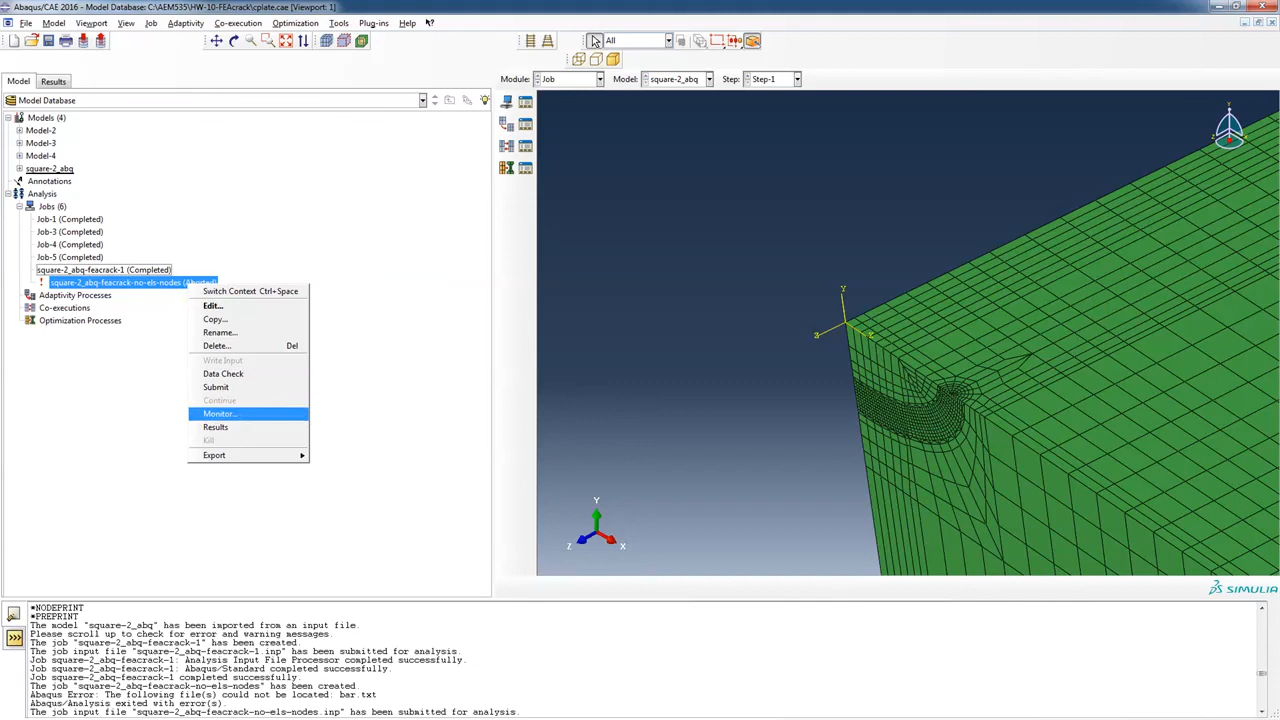 Abaqus/CAE 2016 - Model Database: C:\AEM535\HW-10-FEAcrack\cplate.cae [Viewport: 1]
File Model Viewport View Job Adaptivity Co-execution Optimization Tools Plug-ins Help
All
Model Results
Module: Job Model: square-2_abq Step: Step-1
Model Database
Models (4)
Model-2
Model-3
Model-4
square-2_abq
Annotations
Analysis
Jobs (6)
Job-1 (Completed)
Job-3 (Completed)
Job-4 (Completed)
Job-5 (Completed)
square-2_abq-feacrack-1 (Completed)
square-2_abq-feacrack-no-els-nodes
Adaptivity Processes
Co-executions
Optimization Processes
Switch Context Ctrl+Space
Edit...
Copy...
Rename...
Delete... Del
Write Input
Data Check
Submit
Continue
Monitor...
Results
Kill
Export
Y
Z
Y
Z X
SIMULIA
*NODEPRINT
*PREPRINT
The model "square-2_abq" has been imported from an input file.
Please scroll up to check for error and warning messages.
The job "square-2_abq-feacrack-1" has been created.
The job input file "square-2_abq-feacrack-1.inp" has been submitted for analysis.
Job square-2_abq-feacrack-1: Analysis Input File Processor completed successfully.
Job square-2_abq-feacrack-1: Abaqus/Standard completed successfully.
Job square-2_abq-feacrack-1 completed successfully.
The job "square-2_abq-feacrack-no-els-nodes" has been created.
Abaqus Error: The following file(s) could not be located: bar.txt
Abaqus/Analysis exited with error(s).
The job input file "square-2_abq-feacrack-no-els-nodes.inp" has been submitted for analysis.